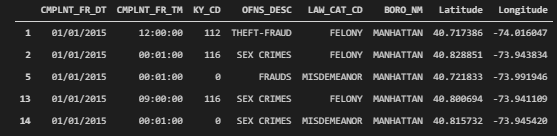 CMPLNT_FR_DT CMPLNT_FR_TM KY_CD OFNS_DESC LAW_CAT_CD BORO_NM Latitude Longitude
1 01/01/2015 12:00:00 112 THEFT-FRAUD FELONY MANHATTAN 40.717386 -74.016047
2 01/01/2015 00:01:00 116 SEX CRIMES FELONY MANHATTAN 40.828851 -73.943834
5 01/01/2015 00:01:00 0 FRAUDS MISDEMEANOR MANHATTAN 40.721833 -73.991946
13 01/01/2015 09:00:00 116 SEX CRIMES FELONY MANHATTAN 40.800694 -73.941109
14 01/01/2015 00:01:00 0 SEX CRIMES MISDEMEANOR MANHATTAN 40.815732 -73.945420